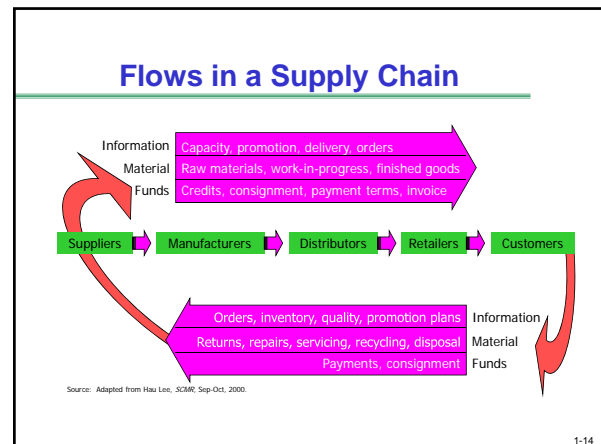 Flows in a Supply Chain
Information Capacity, promotion, delivery, orders
Material Raw materials, work-in-progress, finished goods
Funds Credits, consignment, payment terms, invoice
Suppliers Manufacturers Distributors Retailers Customers
Orders, inventory, quality, promotion plans Information
Returns, repairs, servicing, recycling, disposal Material
Payments, consignment Funds
Source: Adapted from Hau Lee, SCMR, Sep-Oct, 2000.
1-14